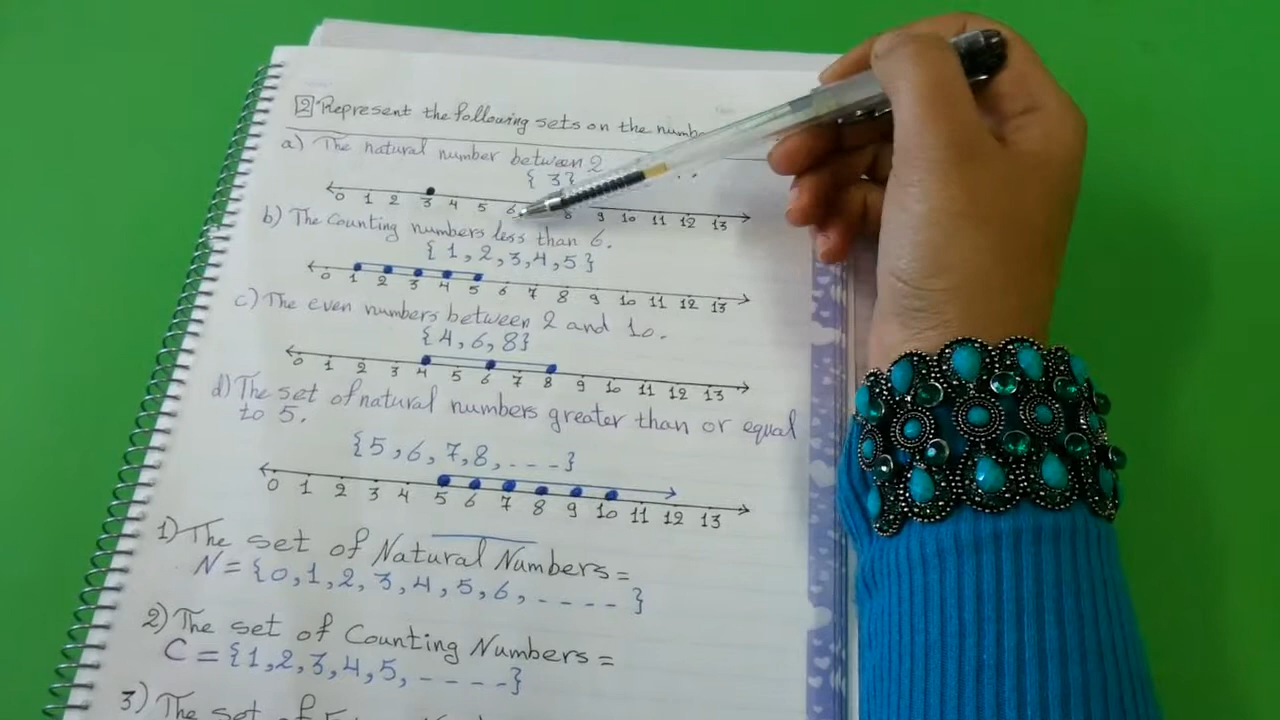 2 Represent the following sets on the
a) The natural number between 2
{ 3}
0 1 2 3 4 5 6 8 9 10 11 12 13
b) The Counting numbers less than 6.
{ 1, 2, 3, 4, 5 }
0 1 2 3 4 5 6 7 8 9 10 11 12 13
c) The even numbers between 2 and 10.
{ 4, 6, 8}
0 1 2 3 4 5 6 7 8 9 10 11 12 13
d) The set of natural numbers greater than or equal
to 5.
{ 5, 6, 7, 8, - - - }
0 1 2 3 4 5 6 7 8 9 10 11 12 13
1) The set of Natural Numbers =
N = {0, 1, 2, 3, 4, 5, 6, - - - - }
2) The set of Counting Numbers =
C = {1, 2, 3, 4, 5, - - - - }
3) The set of